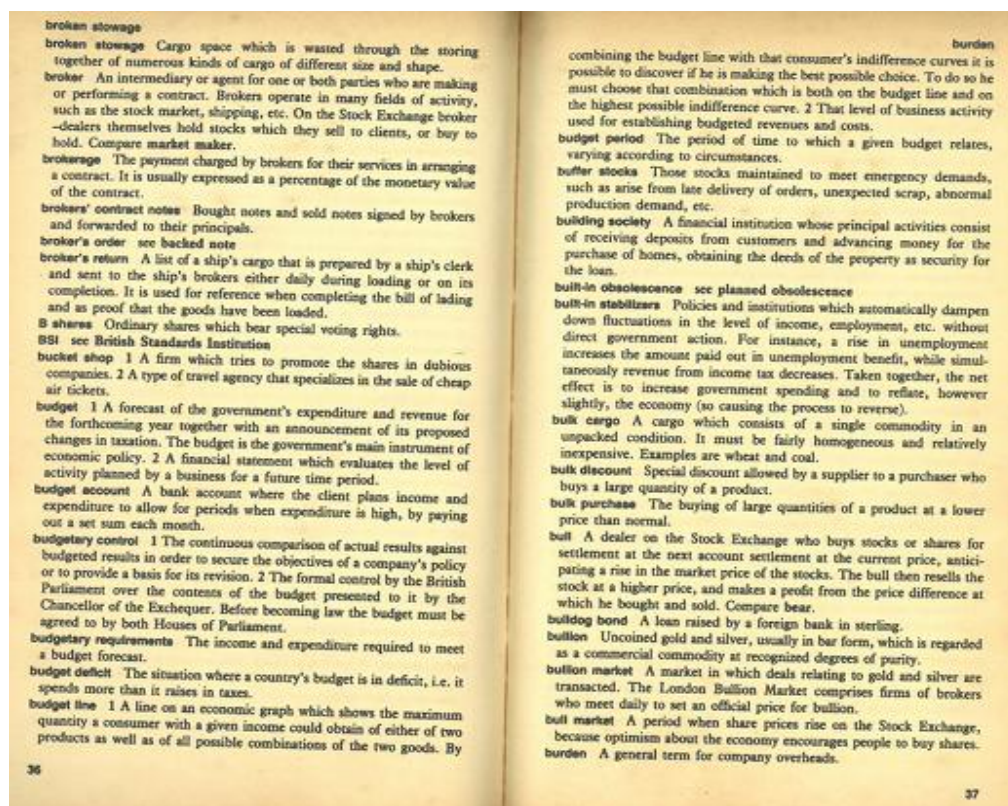 broken stowage
broken stowage Cargo space which is wasted through the storing
together of numerous kinds of cargo of different size and shape.
broker An intermediary or agent for one or both parties who are making
or performing a contract. Brokers operate in many fields of activity,
such as the stock market, shipping, etc. On the Stock Exchange broker
-dealers themselves hold stocks which they sell to clients, or buy to
hold. Compare market maker.
brokerage The payment charged by brokers for their services in arranging
a contract. It is usually expressed as a percentage of the monetary value
of the contract.
brokers' contract notes Bought notes and sold notes signed by brokers
and forwarded to their principals.
broker's order see backed note
broker's return A list of a ship's cargo that is prepared by a ship's clerk
and sent to the ship's brokers either daily during loading or on its
completion. It is used for reference when completing the bill of lading
and as proof that the goods have been loaded.
B shares Ordinary shares which bear special voting rights.
BSI see British Standards Institution
bucket shop 1 A firm which tries to promote the shares in dubious
companies. 2 A type of travel agency that specializes in the sale of cheap
air tickets.
budget 1 A forecast of the government's expenditure and revenue for
the forthcoming year together with an announcement of its proposed
changes in taxation. The budget is the government's main instrument of
economic policy. 2 A financial statement which evaluates the level of
activity planned by a business for a future time period.
budget account A bank account where the client plans income and
expenditure to allow for periods when expenditure is high, by paying
out a set sum each month.
budgetary control 1 The continuous comparison of actual results against
budgeted results in order to secure the objectives of a company's policy
or to provide a basis for its revision. 2 The formal control by the British
Parliament over the contents of the budget presented to it by the
Chancellor of the Exchequer. Before becoming law the budget must be
agreed to by both Houses of Parliament.
budgetary requirements The income and expenditure required to meet
a budget forecast.
budget deficit The situation where a country's budget is in deficit, i.e. it
spends more than it raises in taxes.
budget line 1 A line on an economic graph which shows the maximum
quantity a consumer with a given income could obtain of either of two
products as well as of all possible combinations of the two goods. By
36
burden
combining the budget line with that consumer's indifference curves it is
possible to discover if he is making the best possible choice. To do so he
must choose that combination which is both on the budget line and on
the highest possible indifference curve. 2 That level of business activity
used for establishing budgeted revenues and costs.
budget period The period of time to which a given budget relates,
varying according to circumstances.
buffer stocks Those stocks maintained to meet emergency demands,
such as arise from late delivery of orders, unexpected scrap, abnormal
production demand, etc.
building society A financial institution whose principal activities consist
of receiving deposits from customers and advancing money for the
purchase of homes, obtaining the deeds of the property as security for
the loan.
built-in obsolescence see planned obsolescence
built-in stabilizers Policies and institutions which automatically dampen
down fluctuations in the level of income, employment, etc. without
direct government action. For instance, a rise in unemployment
increases the amount paid out in unemployment benefit, while simul-
taneously revenue from income tax decreases. Taken together, the net
effect is to increase government spending and to reflate, however
slightly, the economy (so causing the process to reverse).
bulk cargo A cargo which consists of a single commodity in an
unpacked condition. It must be fairly homogeneous and relatively
inexpensive. Examples are wheat and coal.
bulk discount Special discount allowed by a supplier to a purchaser who
buys a large quantity of a product.
bulk purchase The buying of large quantities of a product at a lower
price than normal.
bull A dealer on the Stock Exchange who buys stocks or shares for
settlement at the next account settlement at the current price, antici-
pating a rise in the market price of the stocks. The bull then resells the
stock at a higher price, and makes a profit from the price difference at
which he bought and sold. Compare bear.
bulldog bond A loan raised by a foreign bank in sterling.
bullion Uncoined gold and silver, usually in bar form, which is regarded
as a commercial commodity at recognized degrees of purity.
bullion market A market in which deals relating to gold and silver are
transacted. The London Bullion Market comprises firms of brokers
who meet daily to set an official price for bullion.
bull market A period when share prices rise on the Stock Exchange,
because optimism about the economy encourages people to buy shares.
burden A general term for company overheads.
37